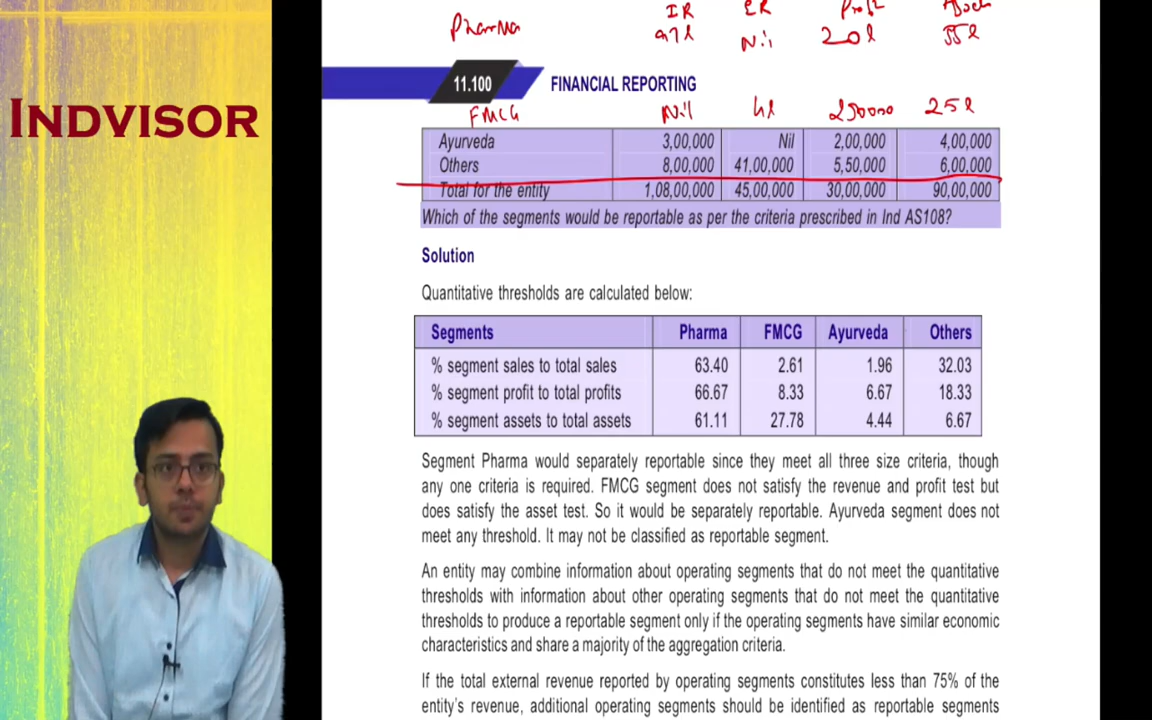 INDVISOR
IR ER Profit
Pharma 97l Nil 20l 55l
11.100 FINANCIAL REPORTING
FMCG Nil 4l 250000 25l
Ayurveda 3,00,000 Nil 2,00,000 4,00,000
Others 8,00,000 41,00,000 5,50,000 6,00,000
Total for the entity 1,08,00,000 45,00,000 30,00,000 90,00,000
Which of the segments would be reportable as per the criteria prescribed in Ind AS108?
Solution
Quantitative thresholds are calculated below:
Segments Pharma FMCG Ayurveda Others
% segment sales to total sales 63.40 2.61 1.96 32.03
% segment profit to total profits 66.67 8.33 6.67 18.33
% segment assets to total assets 61.11 27.78 4.44 6.67
Segment Pharma would separately reportable since they meet all three size criteria, though
any one criteria is required. FMCG segment does not satisfy the revenue and profit test but
does satisfy the asset test. So it would be separately reportable. Ayurveda segment does not
meet any threshold. It may not be classified as reportable segment.
An entity may combine information about operating segments that do not meet the quantitative
thresholds with information about other operating segments that do not meet the quantitative
thresholds to produce a reportable segment only if the operating segments have similar economic
characteristics and share a majority of the aggregation criteria.
If the total external revenue reported by operating segments constitutes less than 75% of the
entity's revenue, additional operating segments should be identified as reportable segments